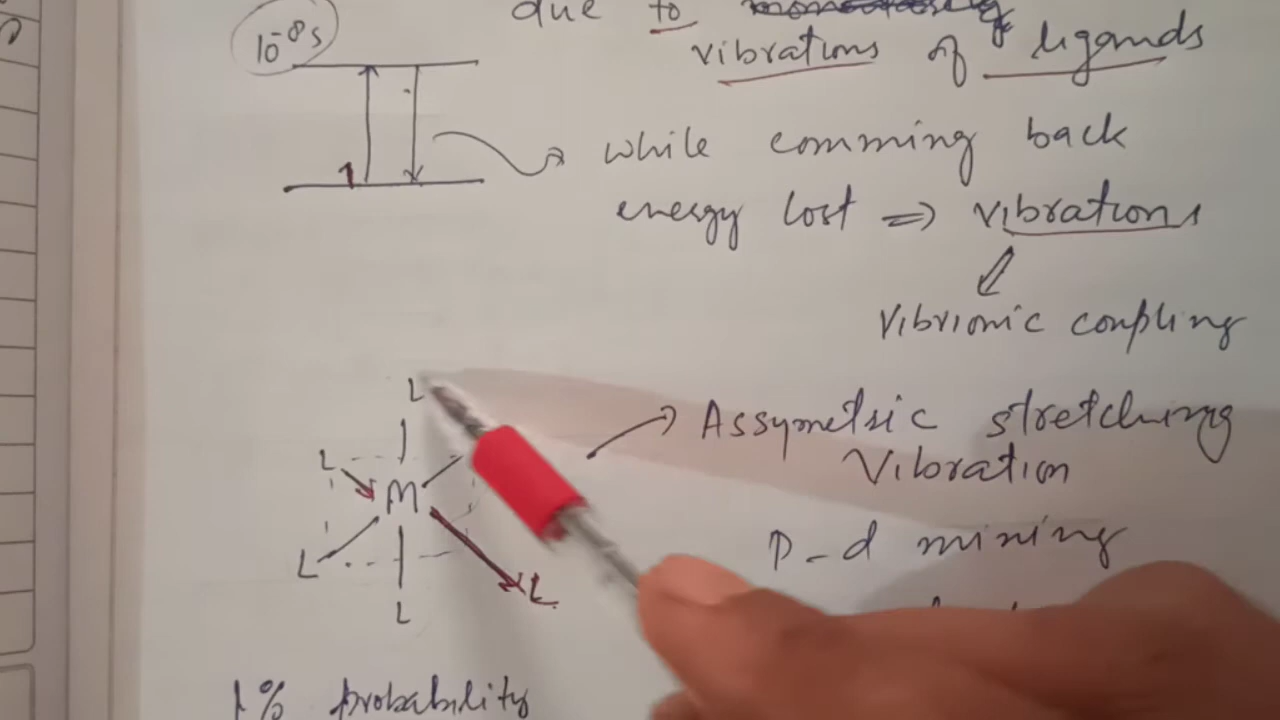 due to
10⁻⁸s
vibrations of ligands
while comming back
energy lost ⇒ vibrations
Vibrionic coupling
L
Assymetric stretching
Vibration
L
M
P-d mining
L
L
L
1% probability